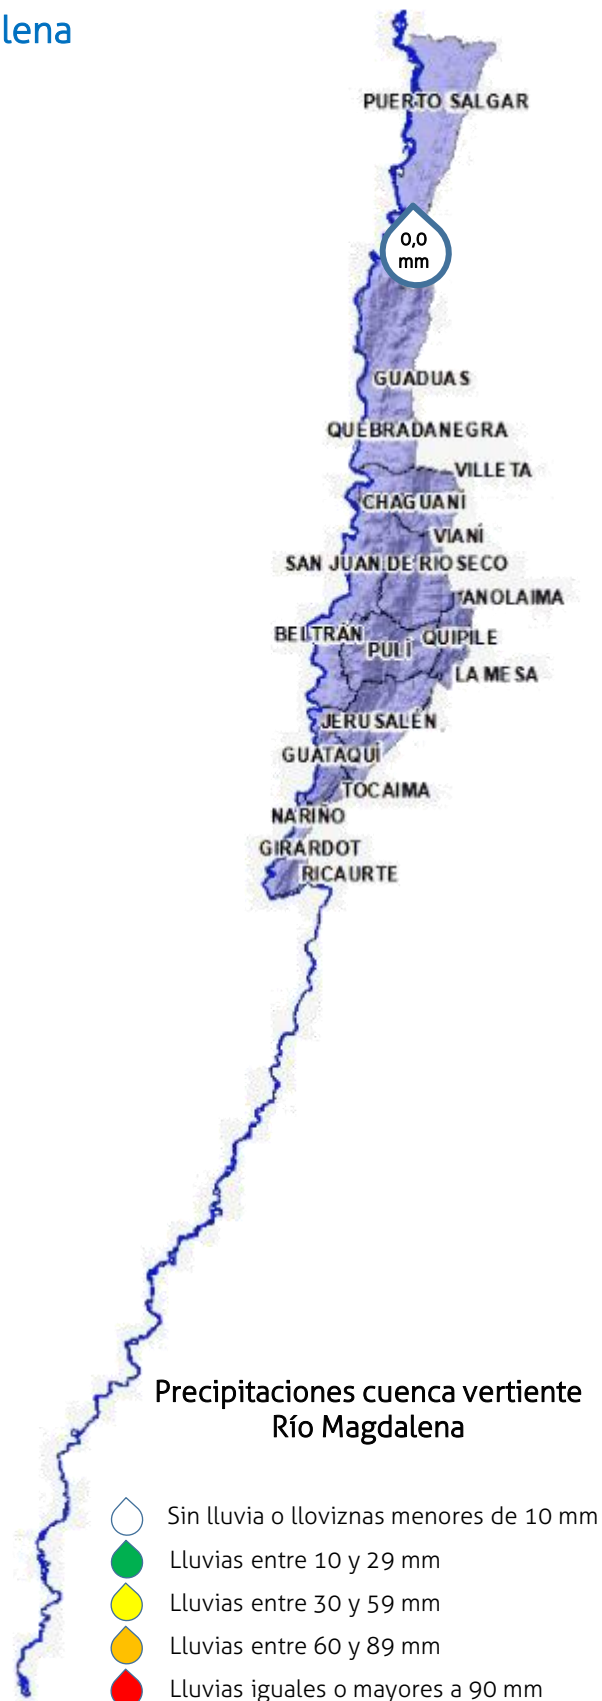 lena
PUERTO SALGAR
0,0
mm
GUADUAS
QUEBRADANEGRA
VILLETA
CHAGUANÍ
VIANÍ
SAN JUAN DE RIO SECO
ANOLAIMA
BELTRÁN
PULÍ
QUIPILE
LA MESA
JERUSALÉN
GUATAQUÍ
TOCAIMA
NARIÑO
GIRARDOT
RICAURTE
Precipitaciones cuenca vertiente
Río Magdalena
Sin lluvia o lloviznas menores de 10 mm
Lluvias entre 10 y 29 mm
Lluvias entre 30 y 59 mm
Lluvias entre 60 y 89 mm
Lluvias iguales o mayores a 90 mm